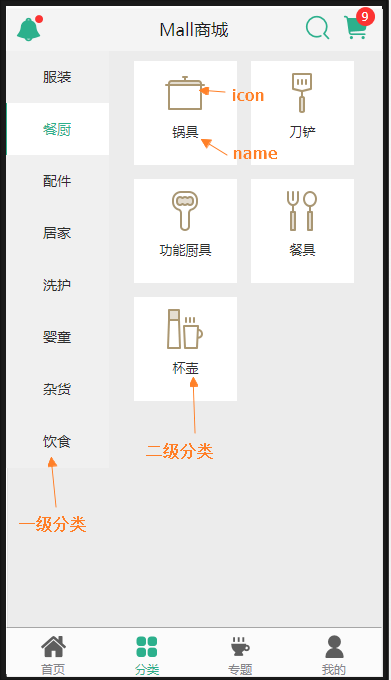 Mall商城
9
服装
餐厨
配件
居家
洗护
婴童
杂货
饮食
锅具
icon
name
刀铲
功能厨具
餐具
杯壶
二级分类
一级分类
首页
分类
专题
我的